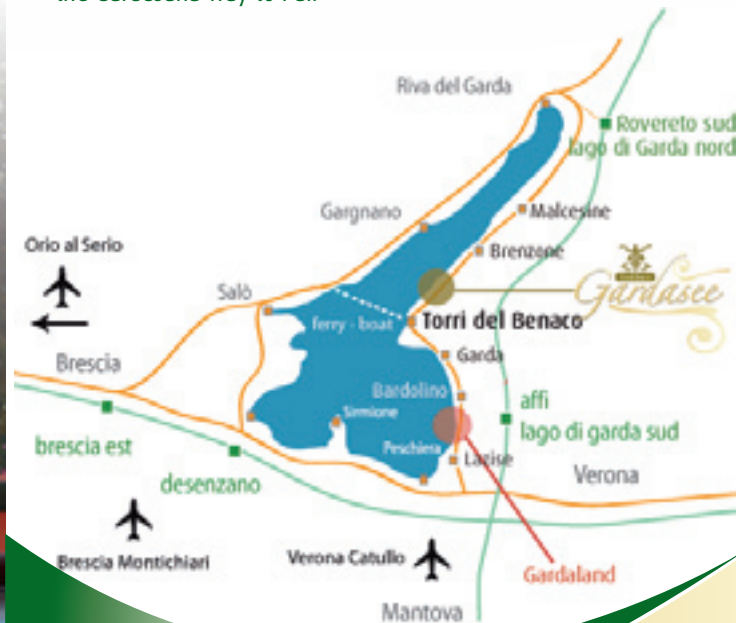 Riva del Garda
Rovereto sud
lago di Garda nord
Gargnano
Malcesine
Brenzone
Orio al Serio
Gardasee
Salò
ferry - boat
Torri del Benaco
Garda
Brescia
Bardolino
affi
lago di garda sud
Sirmione
brescia est
Peschiera
Lazise
desenzano
Verona
Brescia Montichiari
Verona Catullo
Gardaland
Mantova